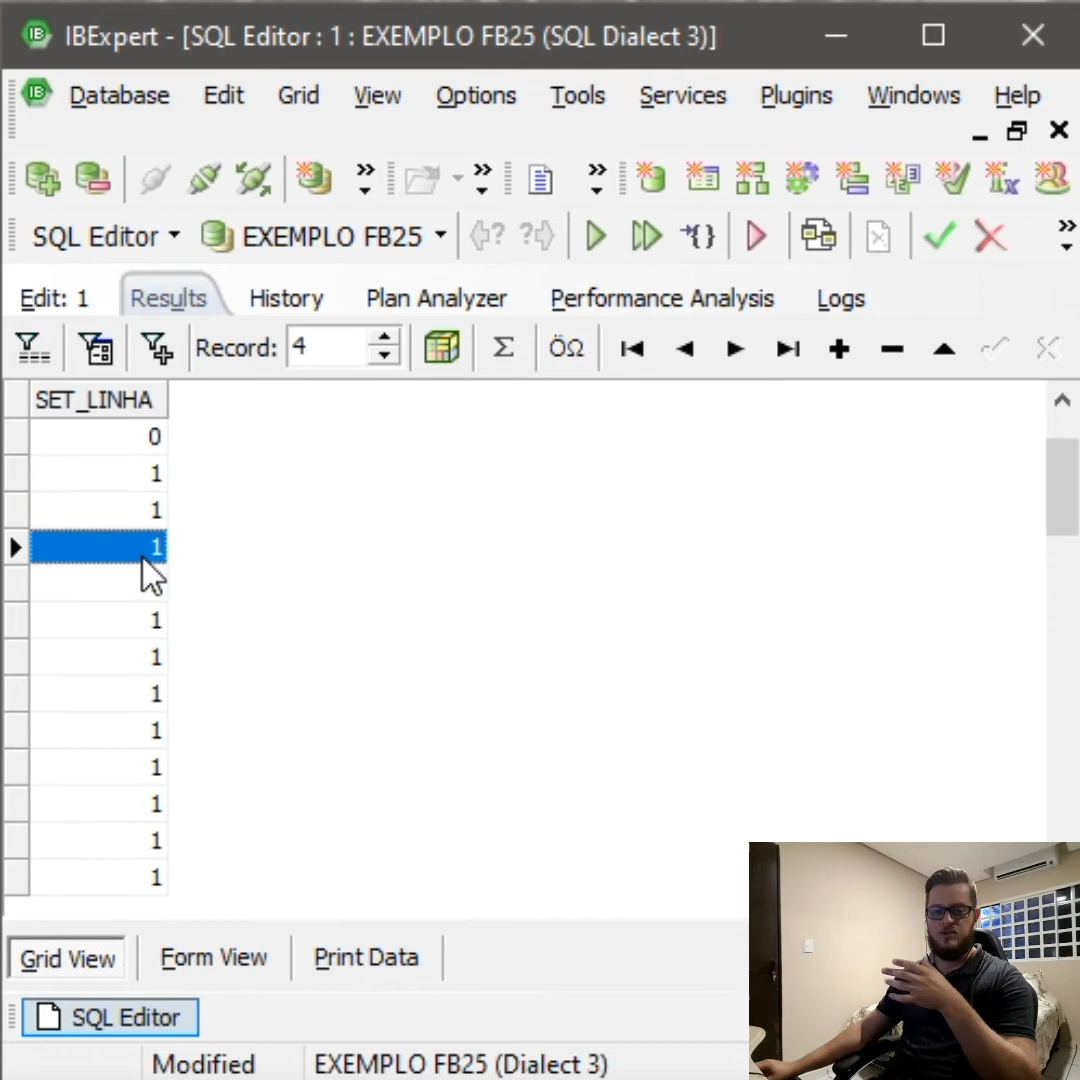 IBExpert - [SQL Editor : 1 : EXEMPLO FB25 (SQL Dialect 3)]
Database Edit Grid View Options Tools Services Plugins Windows Help
SQL Editor EXEMPLO FB25
Edit: 1 Results History Plan Analyzer Performance Analysis Logs
Record: 4 Σ ÖΩ
SET_LINHA
0
1
1
1
1
1
1
1
1
1
1
1
Grid View Form View Print Data
SQL Editor
Modified EXEMPLO FB25 (Dialect 3)